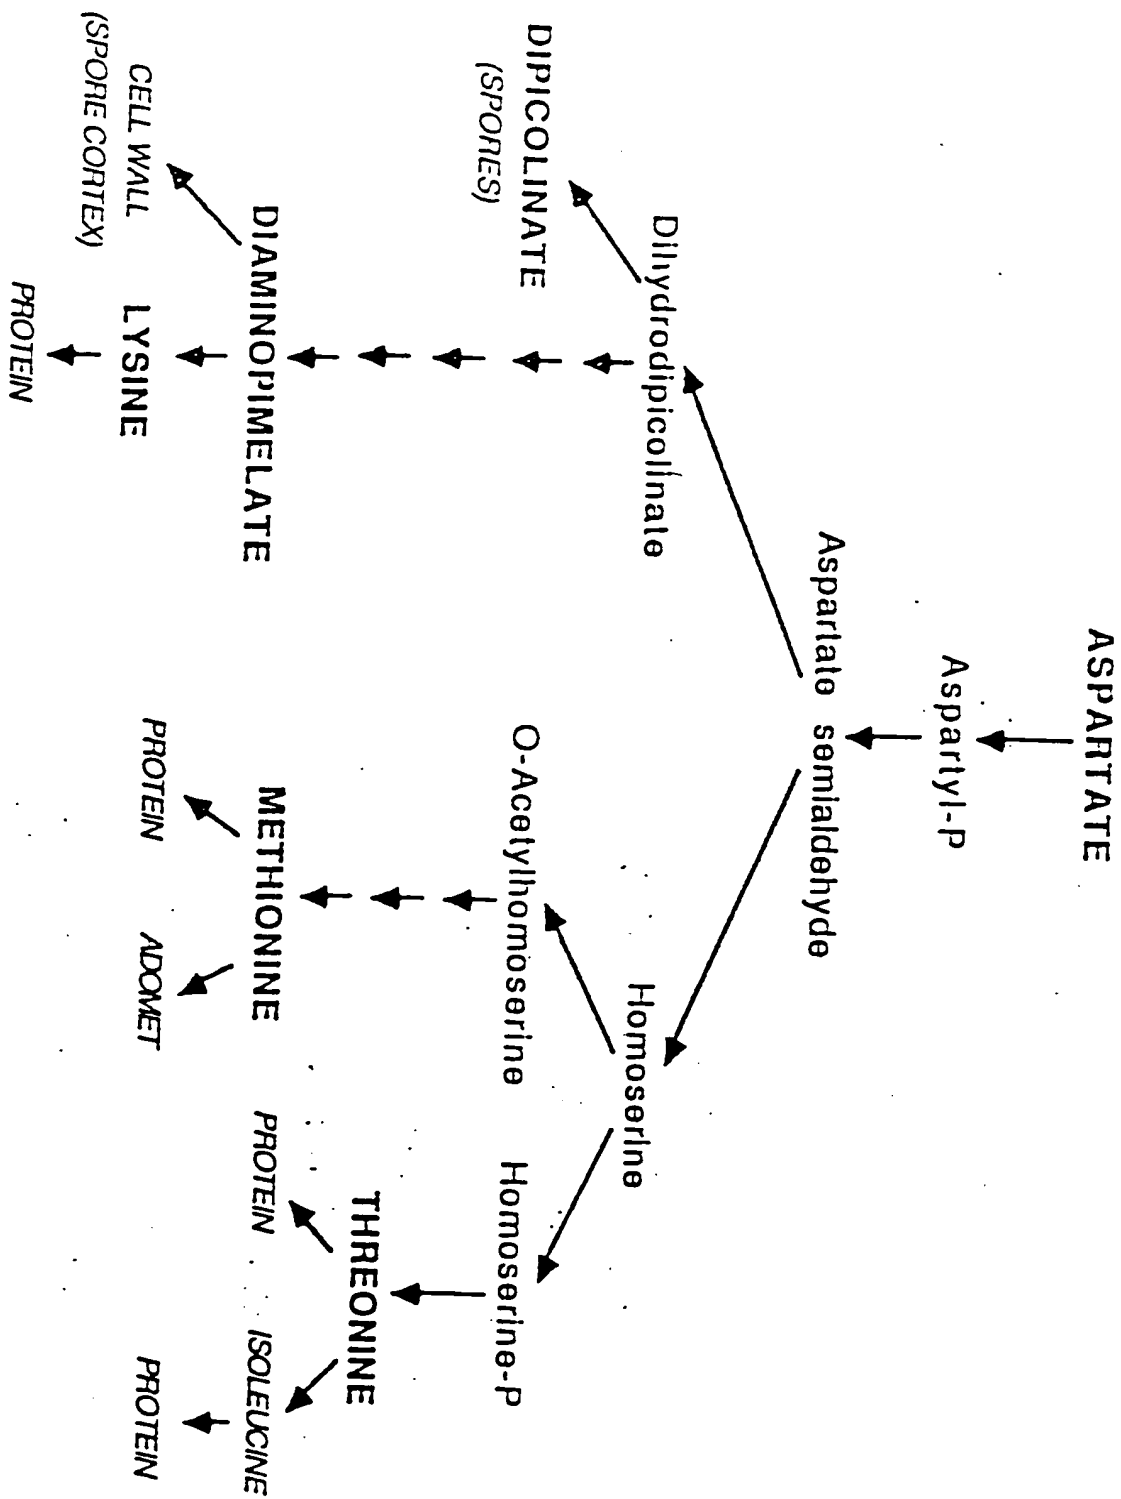 ASPARTATE
Aspartyl-P
Aspartate semialdehyde
Dihydrodipicolinate
Homoserine
DIPICOLINATE
(SPORES)
O-Acetylhomoserine
Homoserine-P
THREONINE
DIAMINOPIMELATE
METHIONINE
PROTEIN
ISOLEUCINE
CELL WALL
(SPORE CORTEX)
LYSINE
PROTEIN
ADOMET
PROTEIN
PROTEIN